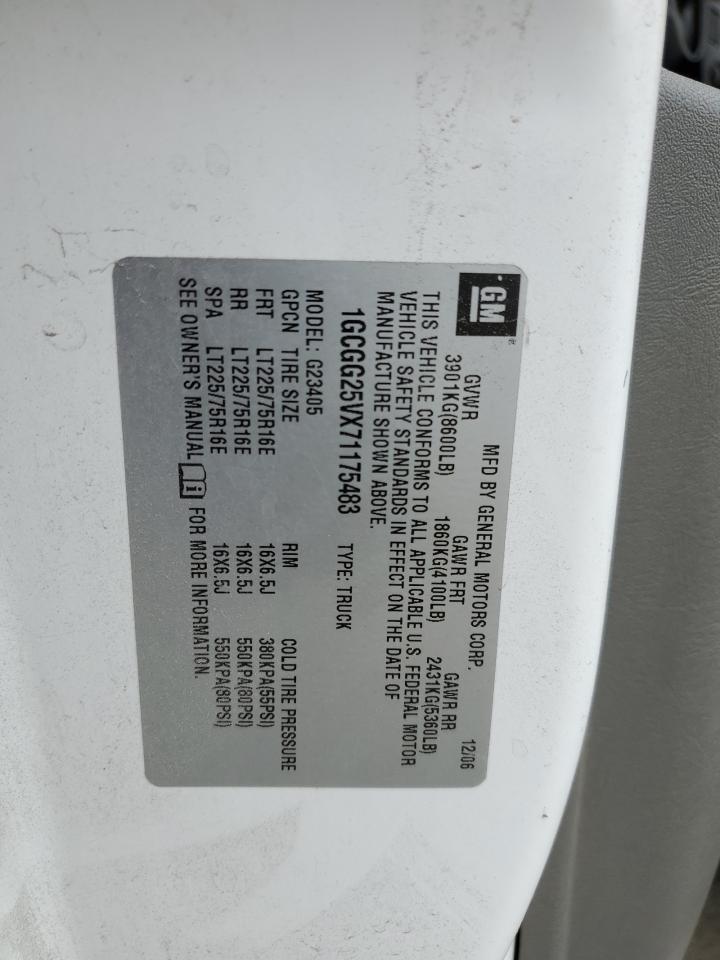 GM
MFD BY GENERAL MOTORS CORP. 12/06
GVWR GAWR FRT GAWR RR
3901KG(8600LB) 1860KG(4100LB) 2431KG(5360LB)
THIS VEHICLE CONFORMS TO ALL APPLICABLE U.S. FEDERAL MOTOR
VEHICLE SAFETY STANDARDS IN EFFECT ON THE DATE OF
MANUFACTURE SHOWN ABOVE.
1GCGG25VX71175483 TYPE: TRUCK
MODEL: G23405
GPCN TIRE SIZE RIM COLD TIRE PRESSURE
FRT LT225/75R16E 16X6.5J 380KPA(55PSI)
RR LT225/75R16E 16X6.5J 550KPA(80PSI)
SPA LT225/75R16E 16X6.5J 550KPA(80PSI)
SEE OWNER'S MANUAL i FOR MORE INFORMATION.